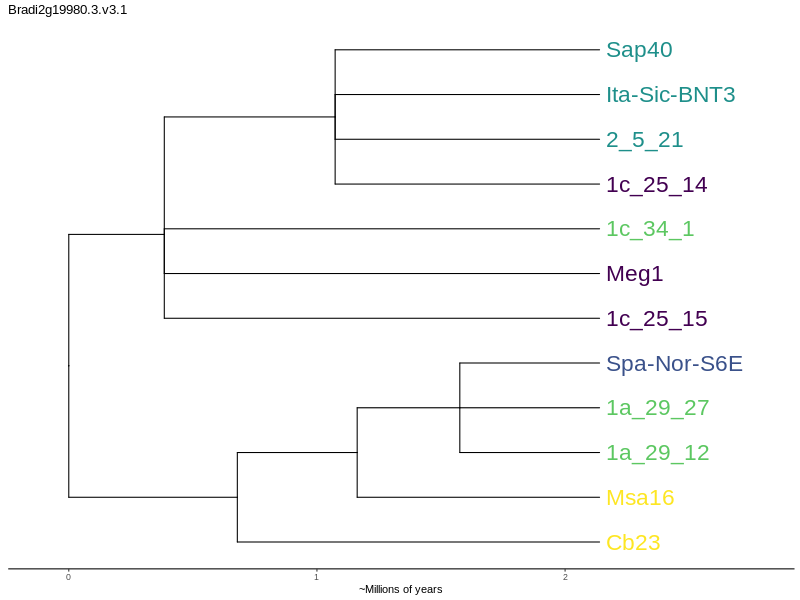 Bradi2g19980.3.v3.1
Sap40
Ita-Sic-BNT3
2_5_21
1c_25_14
1c_34_1
Meg1
1c_25_15
Spa-Nor-S6E
1a_29_27
1a_29_12
Msa16
Cb23
0 1 2
~Millions of years